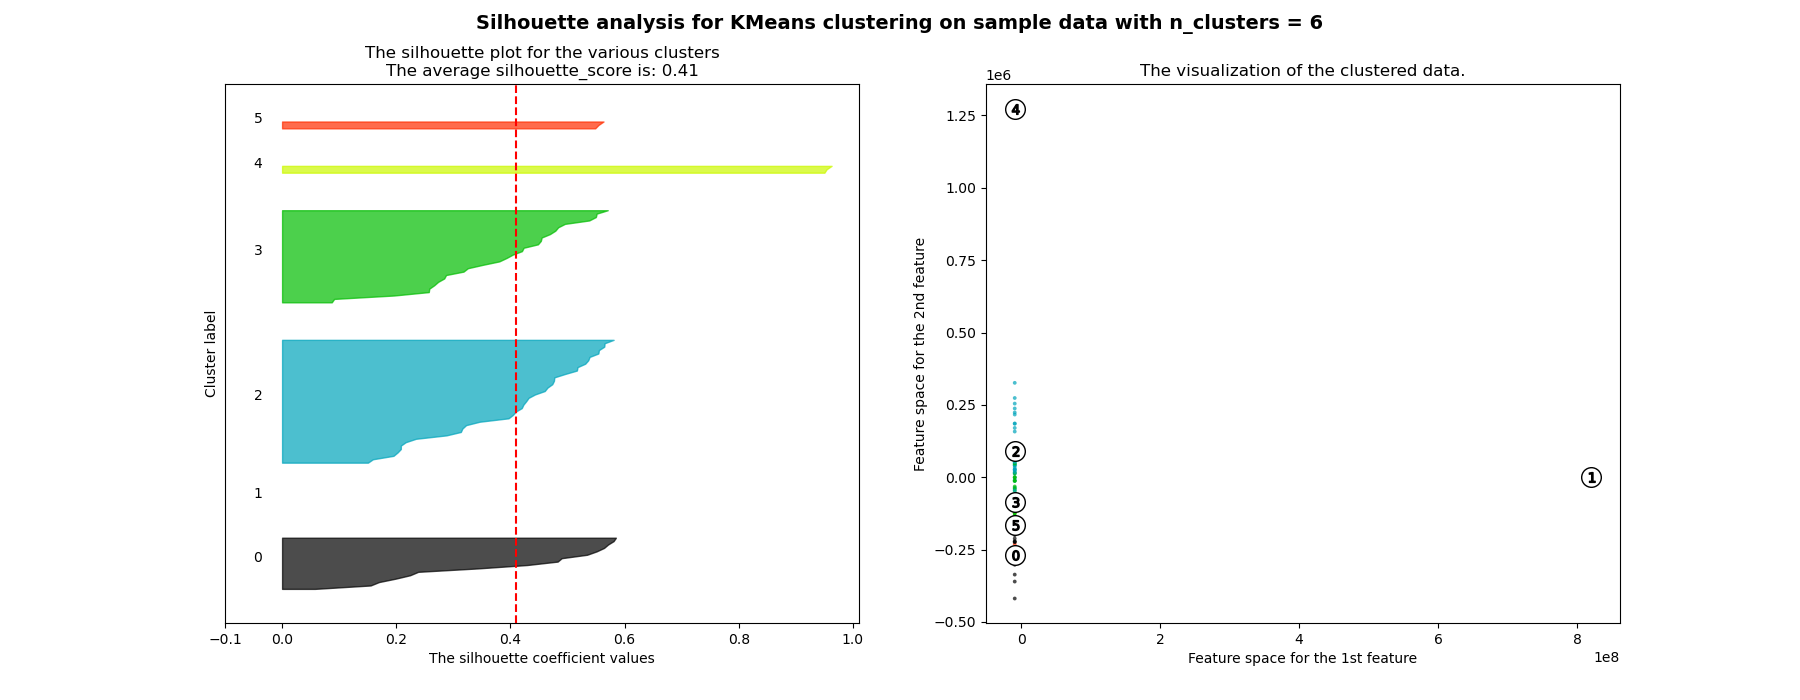 Silhouette analysis for KMeans clustering on sample data with n_clusters = 6
The silhouette plot for the various clusters
The average silhouette_score is: 0.41
5
4
3
2
1
0
Cluster label
−0.1 0.0 0.2 0.4 0.6 0.8 1.0
The silhouette coefficient values
The visualization of the clustered data.
1e6
1.25
1.00
0.75
0.50
0.25
0.00
−0.25
−0.50
Feature space for the 2nd feature
4
2
1
3
5
0
0 2 4 6 8
1e8
Feature space for the 1st feature